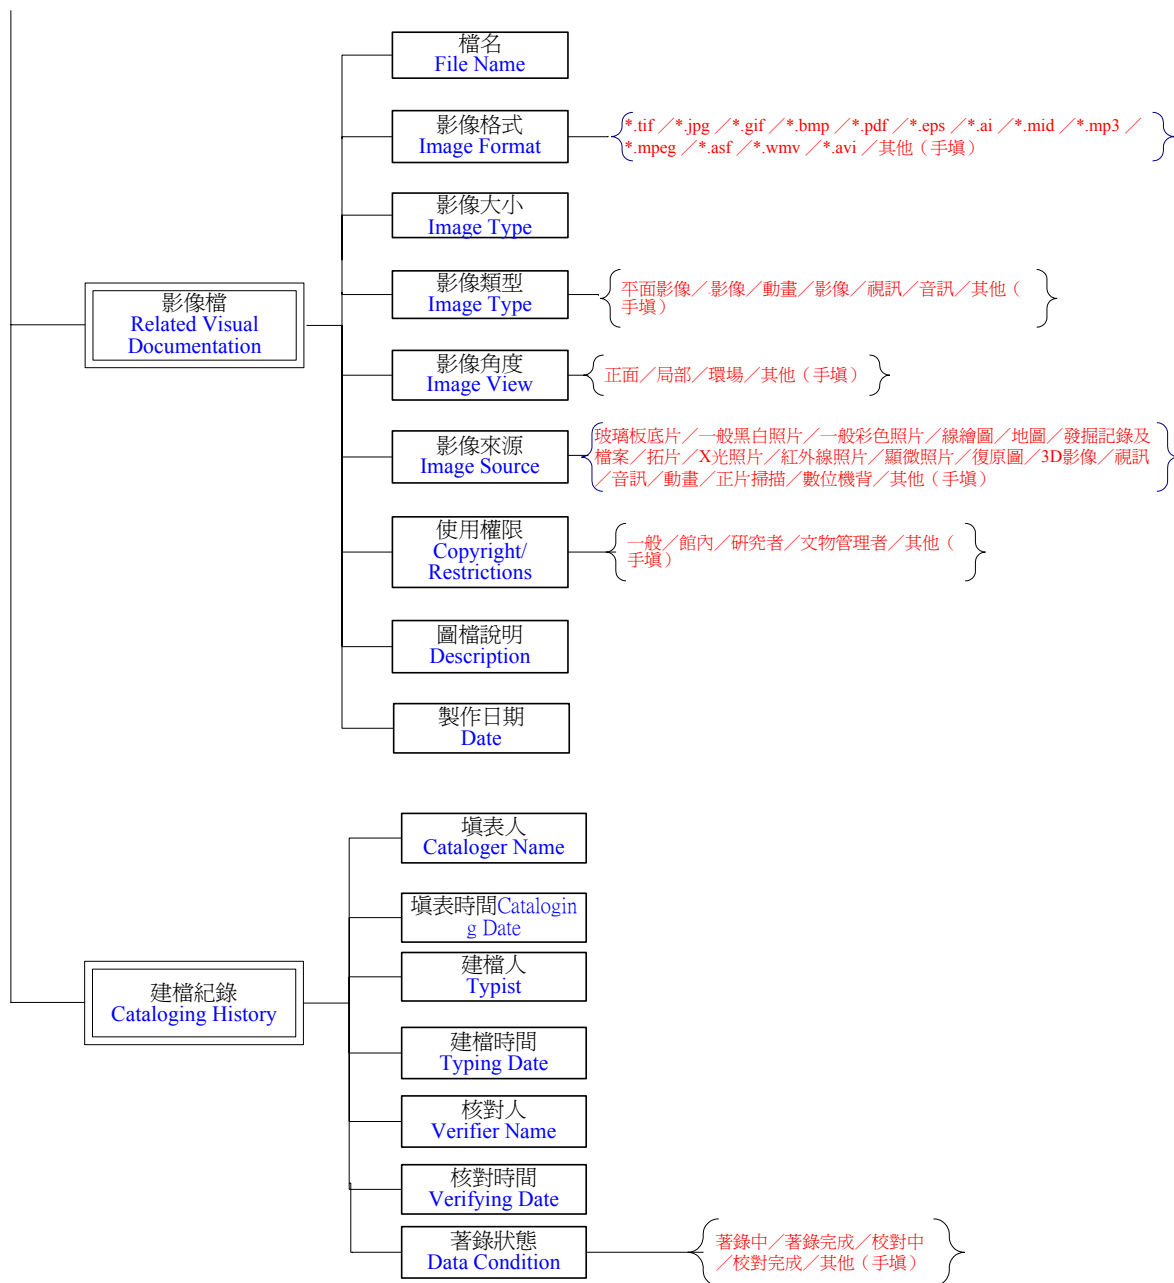 檔名
File Name
影像格式
Image Format
*.tif ／*.jpg ／*.gif ／*.bmp ／*.pdf ／*.eps ／*.ai ／*.mid ／*.mp3 ／
*.mpeg ／*.asf ／*.wmv ／*.avi ／其他（手塡）
影像大小
Image Type
影像類型
Image Type
平面影像／影像／動畫／影像／視訊／音訊／其他（
手塡）
影像檔
Related Visual
Documentation
影像角度
Image View
正面／局部／環場／其他（手塡）
影像來源
Image Source
玻璃板底片／一般黑白照片／一般彩色照片／線繪圖／地圖／發掘記錄及
檔案／拓片／X光照片／紅外線照片／顯微照片／復原圖／3D影像／視訊
／音訊／動畫／正片掃描／數位機背／其他（手塡）
使用權限
Copyright/
Restrictions
一般／館內／研究者／文物管理者／其他（
手塡）
圖檔說明
Description
製作日期
Date
塡表人
Cataloger Name
塡表時間Catalogin
g Date
建檔人
Typist
建檔紀錄
Cataloging History
建檔時間
Typing Date
核對人
Verifier Name
核對時間
Verifying Date
著錄狀態
Data Condition
著錄中／著錄完成／校對中
／校對完成／其他（手塡）